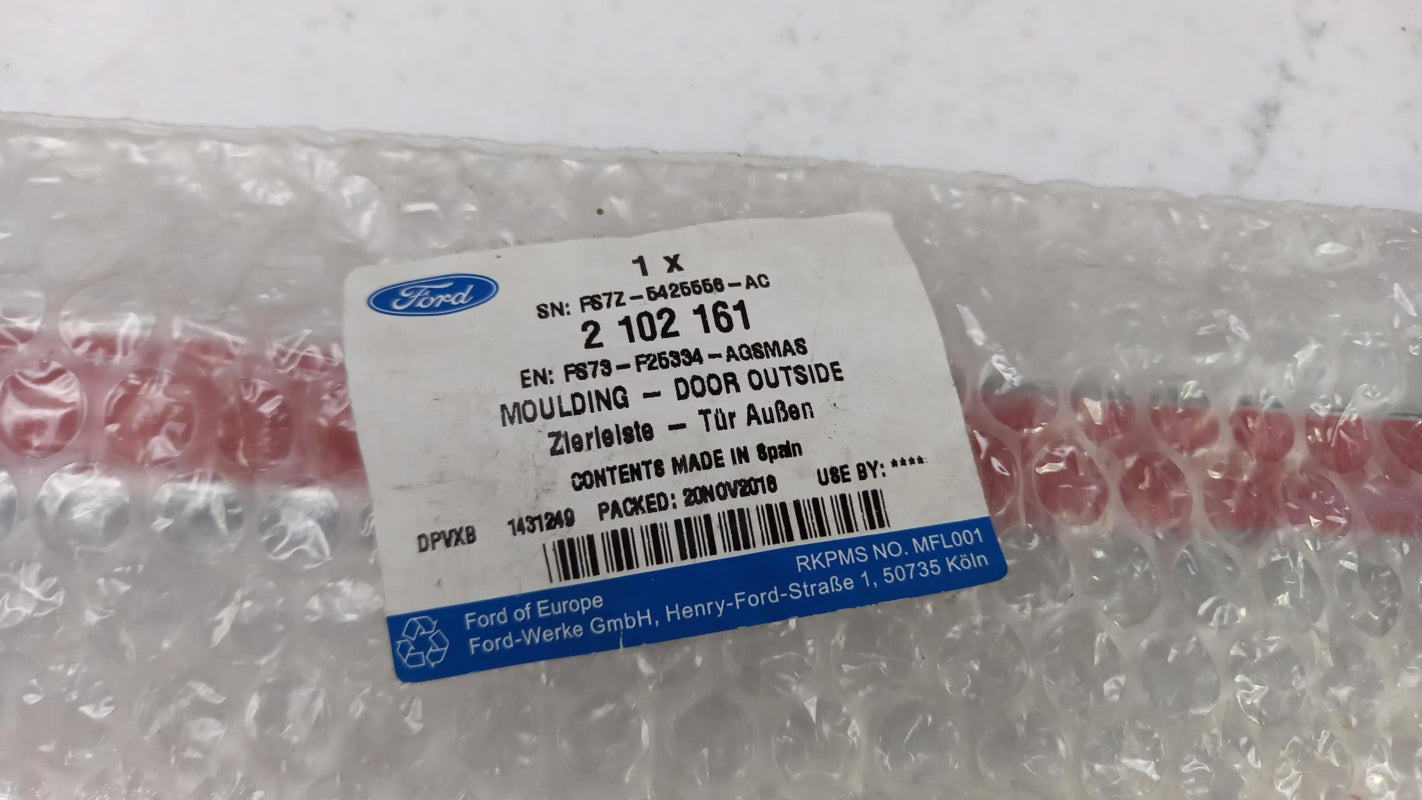 Ford
1 X
SN: FS7Z-5425556-AC
2 102 161
EN: FS73-F25334-AGSMAS
MOULDING - DOOR OUTSIDE
Zierleiste - Tür Außen
CONTENTS MADE IN Spain
DPVXB 1431249 PACKED: 20NOV2018 USE BY: ****
RKPMS NO. MFL001
Ford of Europe
Ford-Werke GmbH, Henry-Ford-Straße 1, 50735 Köln